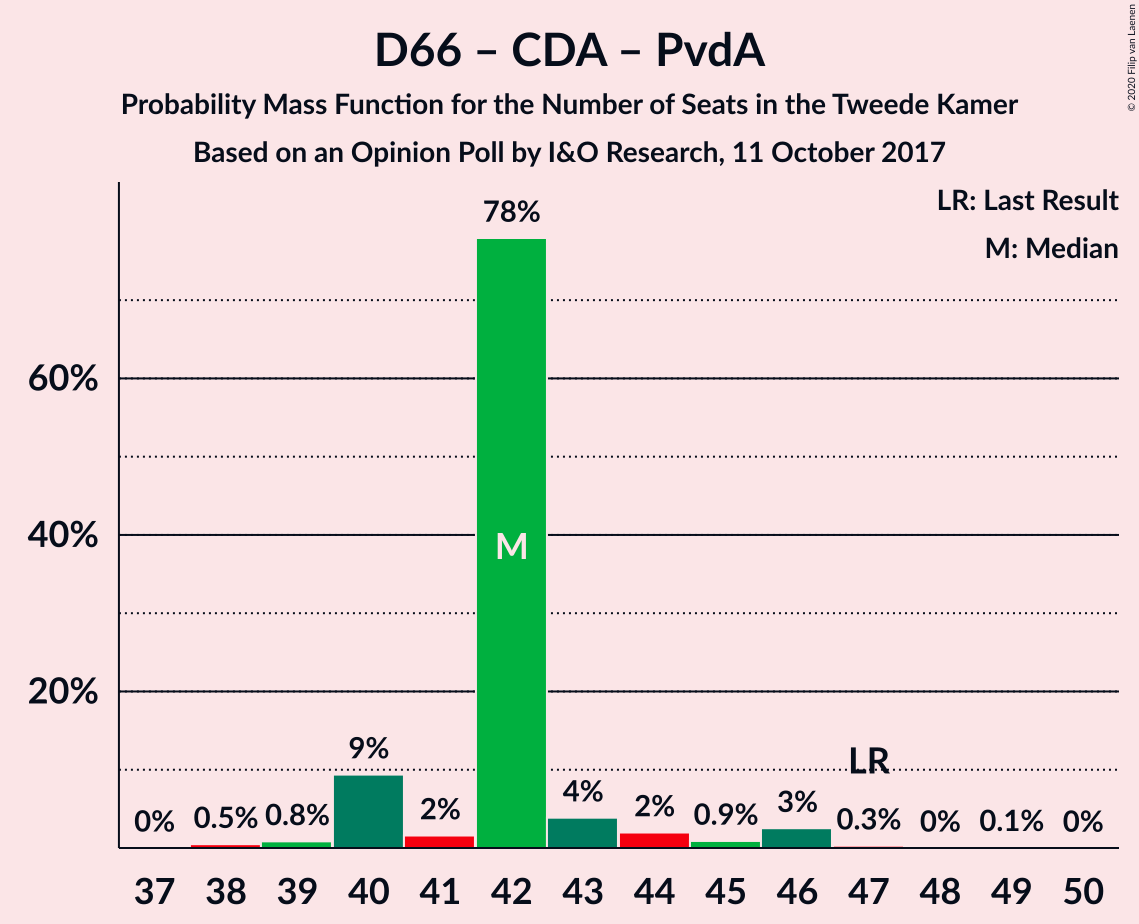 D66 – CDA – PvdA
Probability Mass Function for the Number of Seats in the Tweede Kamer
Based on an Opinion Poll by I&O Research, 11 October 2017
© 2020 Filip van Laenen
LR: Last Result
M: Median
60%
40%
20%
0%
0.5%
0.8%
9%
2%
78%
M
4%
2%
0.9%
3%
LR
0.3%
0%
0.1%
0%
37 38 39 40 41 42 43 44 45 46 47 48 49 50